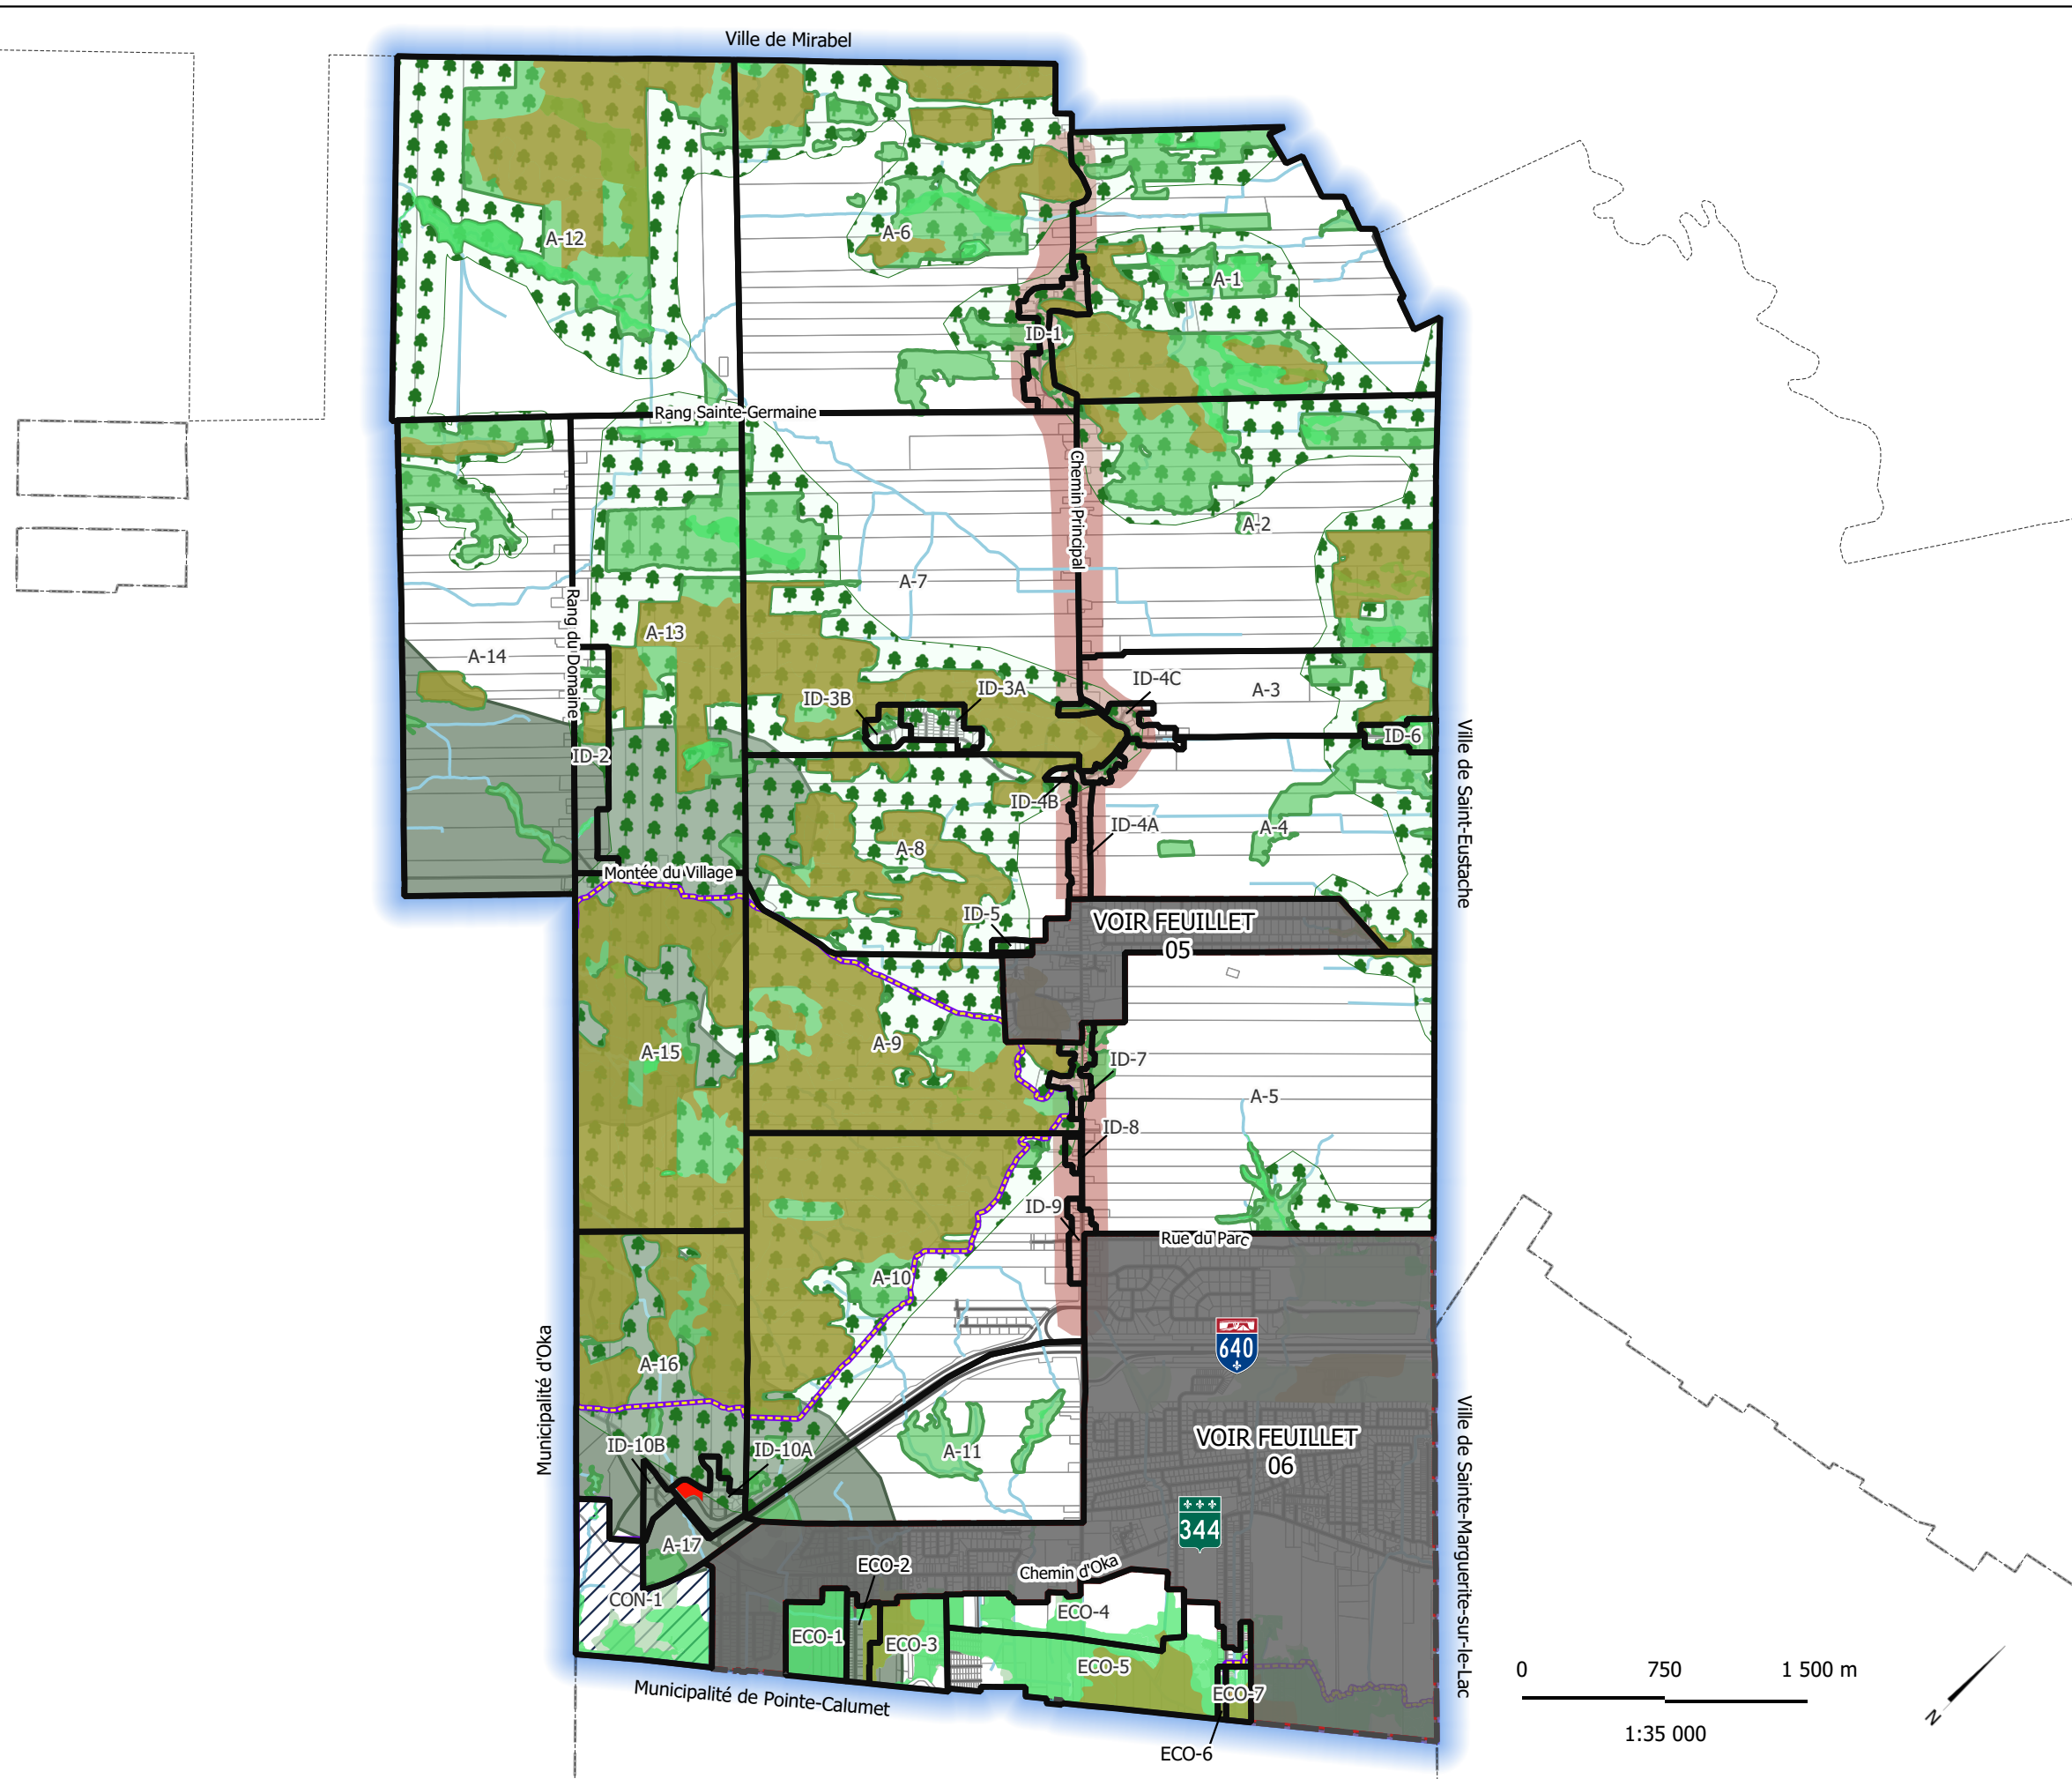 Ville de Mirabel
A-12
A-6
A-1
ID-1
Rang Sainte-Germaine
Chemin Principal
A-2
A-7
Rang du Domaine
A-13
A-14
ID-4C
ID-3A
ID-3B
A-3
Ville de Saint-Eustache
ID-6
ID-2
ID-4B
ID-4A
A-4
A-8
Montée du Village
ID-5
VOIR FEUILLET
05
A-9
A-15
ID-7
A-5
ID-8
ID-9
Rue du Parc
A-10
640
Municipalité d'Oka
A-16
VOIR FEUILLET
06
ID-10B
ID-10A
A-11
Ville de Sainte-Marguerite-sur-le-Lac
344
A-17
ECO-2
Chemin d'Oka
CON-1
ECO-4
ECO-1
ECO-3
ECO-5
ECO-7
Municipalité de Pointe-Calumet
ECO-6
0 750 1 500 m
1:35 000
N